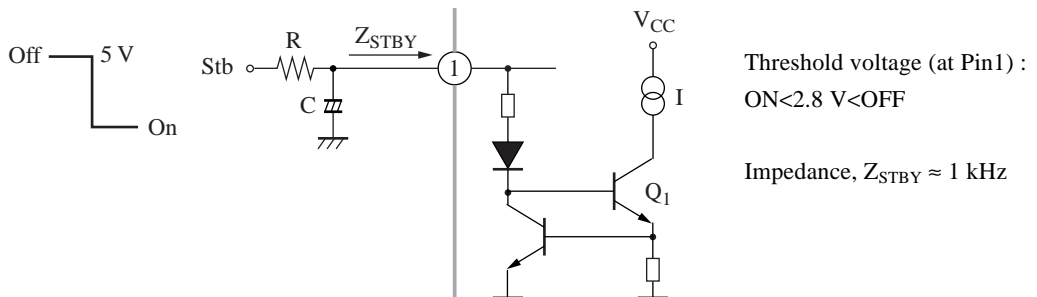 Off
5 V
On
Stb
R
C
Z_STBY
1
V_CC
I
Q_1
Threshold voltage (at Pin1) :
ON<2.8 V<OFF
Impedance, Z_STBY ≈ 1 kHz